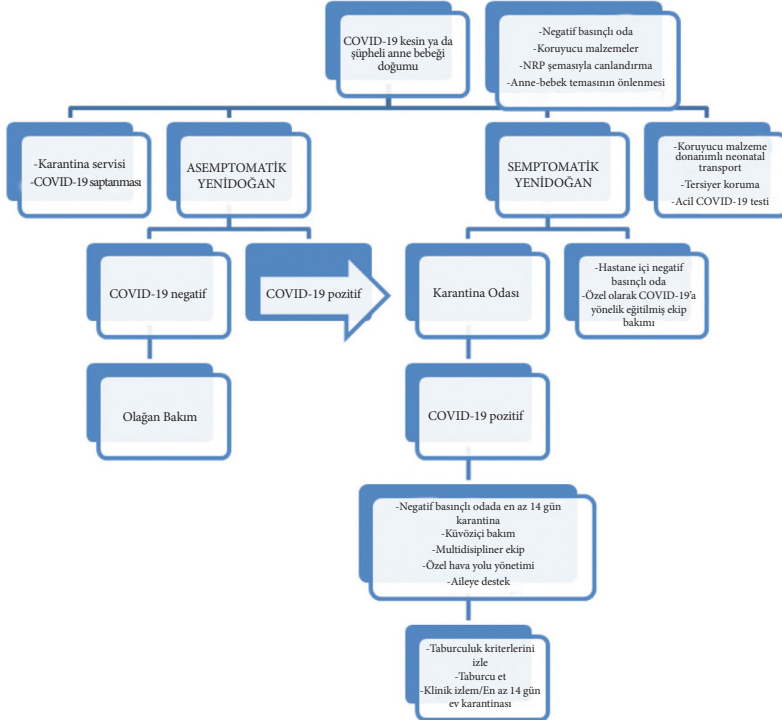 COVID-19 kesin ya da
şüpheli anne bebeği
doğumu
-Negatif basınçlı oda
-Koruyucu malzemeler
-NRP şemasıyla canlandırma
-Anne-bebek temasının önlenmesi
-Karantina servisi
-COVID-19 saptanması
ASEMPTOMATİK
YENİDOĞAN
SEMPTOMATİK
YENİDOĞAN
-Koruyucu malzeme
donanımlı neonatal
transport
-Tersiyer koruma
-Acil COVID-19 testi
COVID-19 negatif
COVID-19 pozitif
Karantina Odası
-Hastane içi negatif
basınçlı oda
-Özel olarak COVID-19'a
yönelik eğitilmiş ekip
bakımı
Olağan Bakım
COVID-19 pozitif
-Negatif basınçlı odada en az 14 gün
karantina
-Küvöziçi bakım
-Multidisipliner ekip
-Özel hava yolu yönetimi
-Aileye destek
-Taburculuk kriterlerini
izle
-Taburcu et
-Klinik izlem/En az 14 gün
ev karantinası